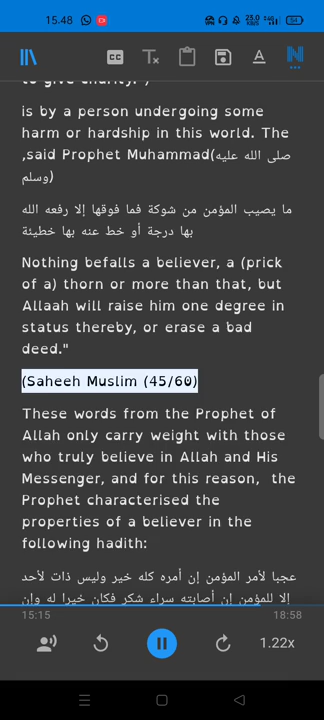 15.48
to give charity.")
is by a person undergoing some
harm or hardship in this world. The
,said Prophet Muhammad(صلى الله عليه
وسلم)
ما يصيب المؤمن من شوكة فما فوقها إلا رفعه الله
بها درجة أو خط عنه بها خطيئة
Nothing befalls a believer, a (prick
of a) thorn or more than that, but
Allaah will raise him one degree in
status thereby, or erase a bad
deed."
(Saheeh Muslim (45/60)
These words from the Prophet of
Allah only carry weight with those
who truly believe in Allah and His
Messenger, and for this reason, the
Prophet characterised the
properties of a believer in the
following hadith:
عجبا لأمر المؤمن إن أمره كله خير وليس ذات لأحد
إلا للمؤمن إن أصابته سراء شكر فكان خيرا له وإن
15:15 18:58
1.22x